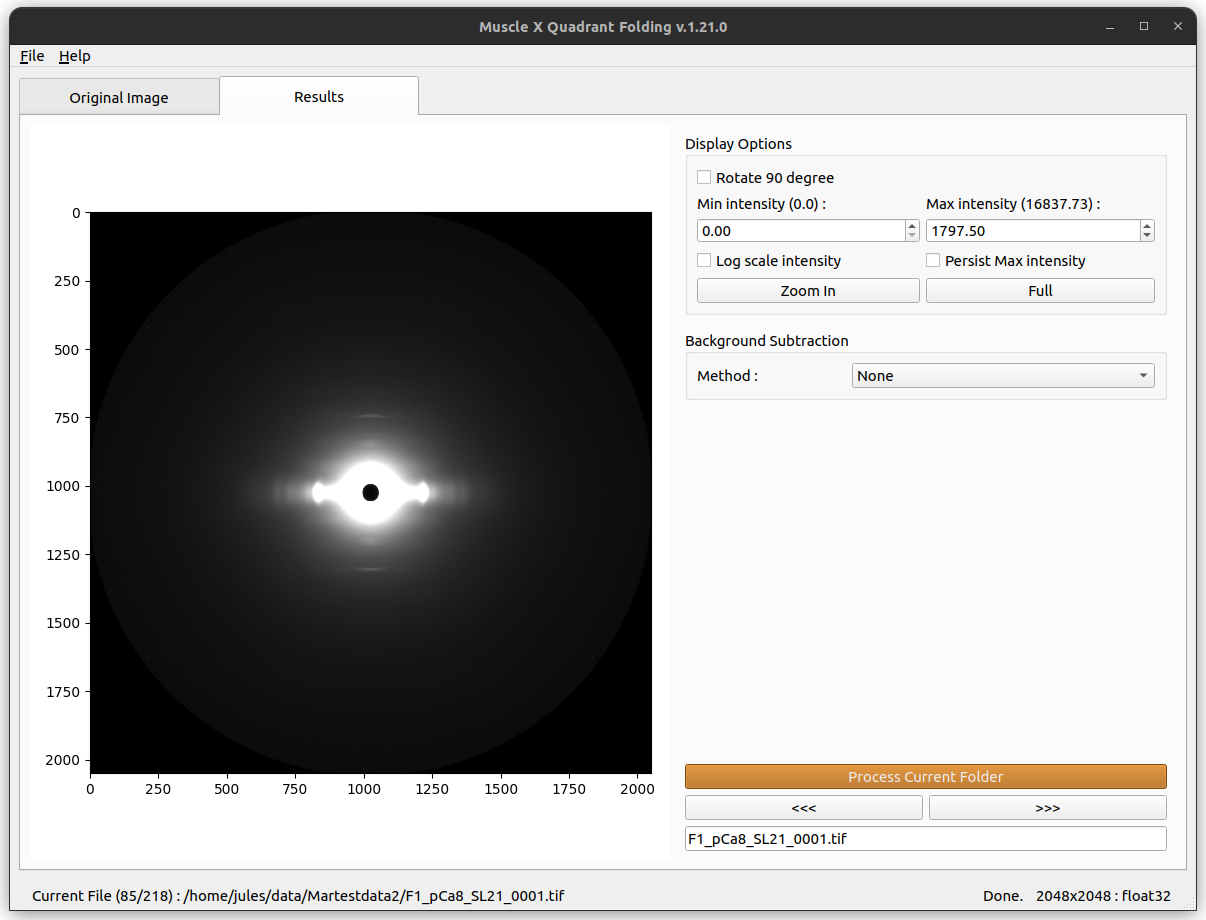 Muscle X Quadrant Folding v.1.21.0
File Help
Original Image Results
Display Options
Rotate 90 degree
Min intensity (0.0) : Max intensity (16837.73) :
0.00 1797.50
Log scale intensity Persist Max intensity
Zoom In Full
Background Subtraction
Method : None
0
250
500
750
1000
1250
1500
1750
2000
0 250 500 750 1000 1250 1500 1750 2000
Process Current Folder
<<< >>>
F1_pCa8_SL21_0001.tif
Current File (85/218) : /home/jules/data/Martestdata2/F1_pCa8_SL21_0001.tif Done. 2048x2048 : float32